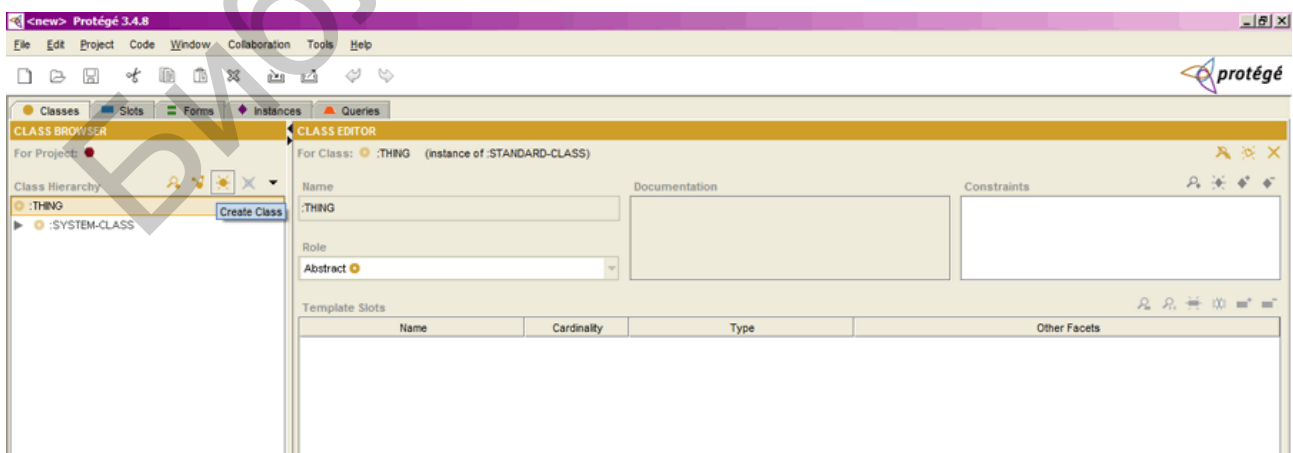 <new> Protégé 3.4.8
File Edit Project Code Window Collaboration Tools Help
protégé
Classes Slots Forms Instances Queries
CLASS BROWSER
CLASS EDITOR
For Project:
For Class: :THING (instance of :STANDARD-CLASS)
Class Hierarchy
Name Documentation Constraints
:THING
Create Class
:THING
:SYSTEM-CLASS
Role
Abstract
Template Slots
Name Cardinality Type Other Facets